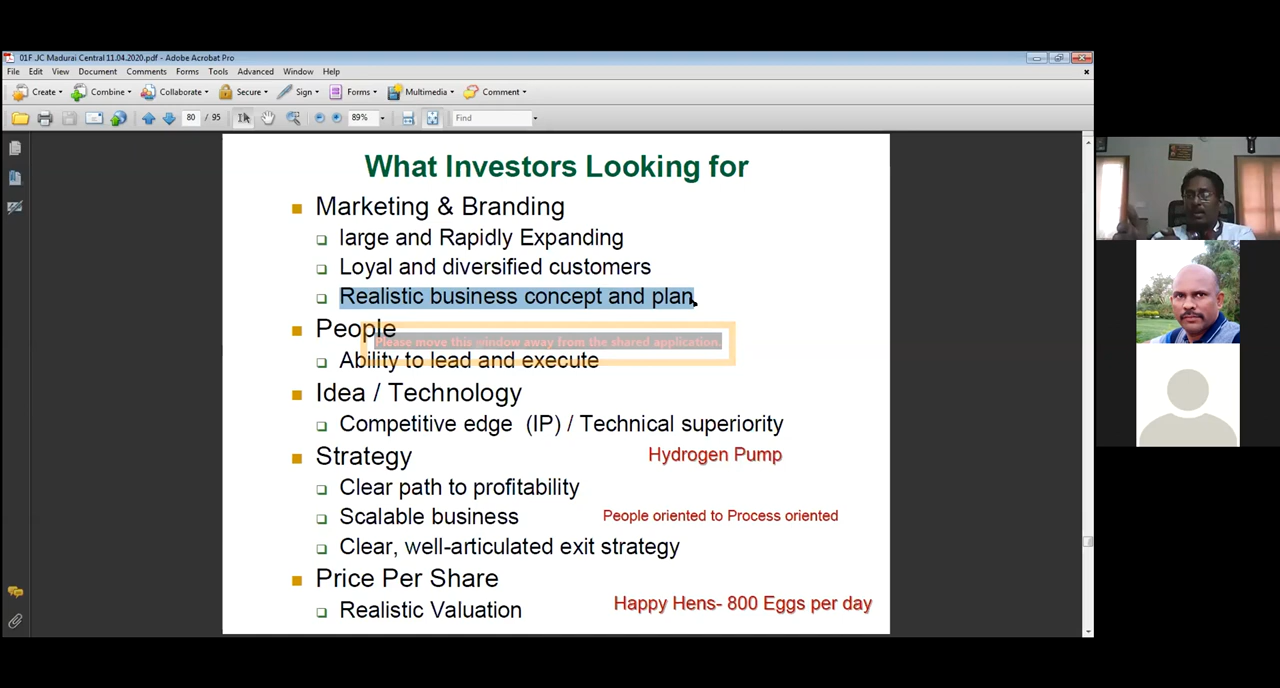 01F .JC Madurai Central 11.04.2020.pdf - Adobe Acrobat Pro
File Edit View Document Comments Forms Tools Advanced Window Help
Create Combine Collaborate Secure Sign Forms Multimedia Comment
80 / 95 89% Find
What Investors Looking for
Marketing & Branding
large and Rapidly Expanding
Loyal and diversified customers
Realistic business concept and plan
People
Please move this window away from the shared application.
Ability to lead and execute
Idea / Technology
Competitive edge (IP) / Technical superiority
Strategy
Hydrogen Pump
Clear path to profitability
Scalable business
People oriented to Process oriented
Clear, well-articulated exit strategy
Price Per Share
Realistic Valuation
Happy Hens- 800 Eggs per day